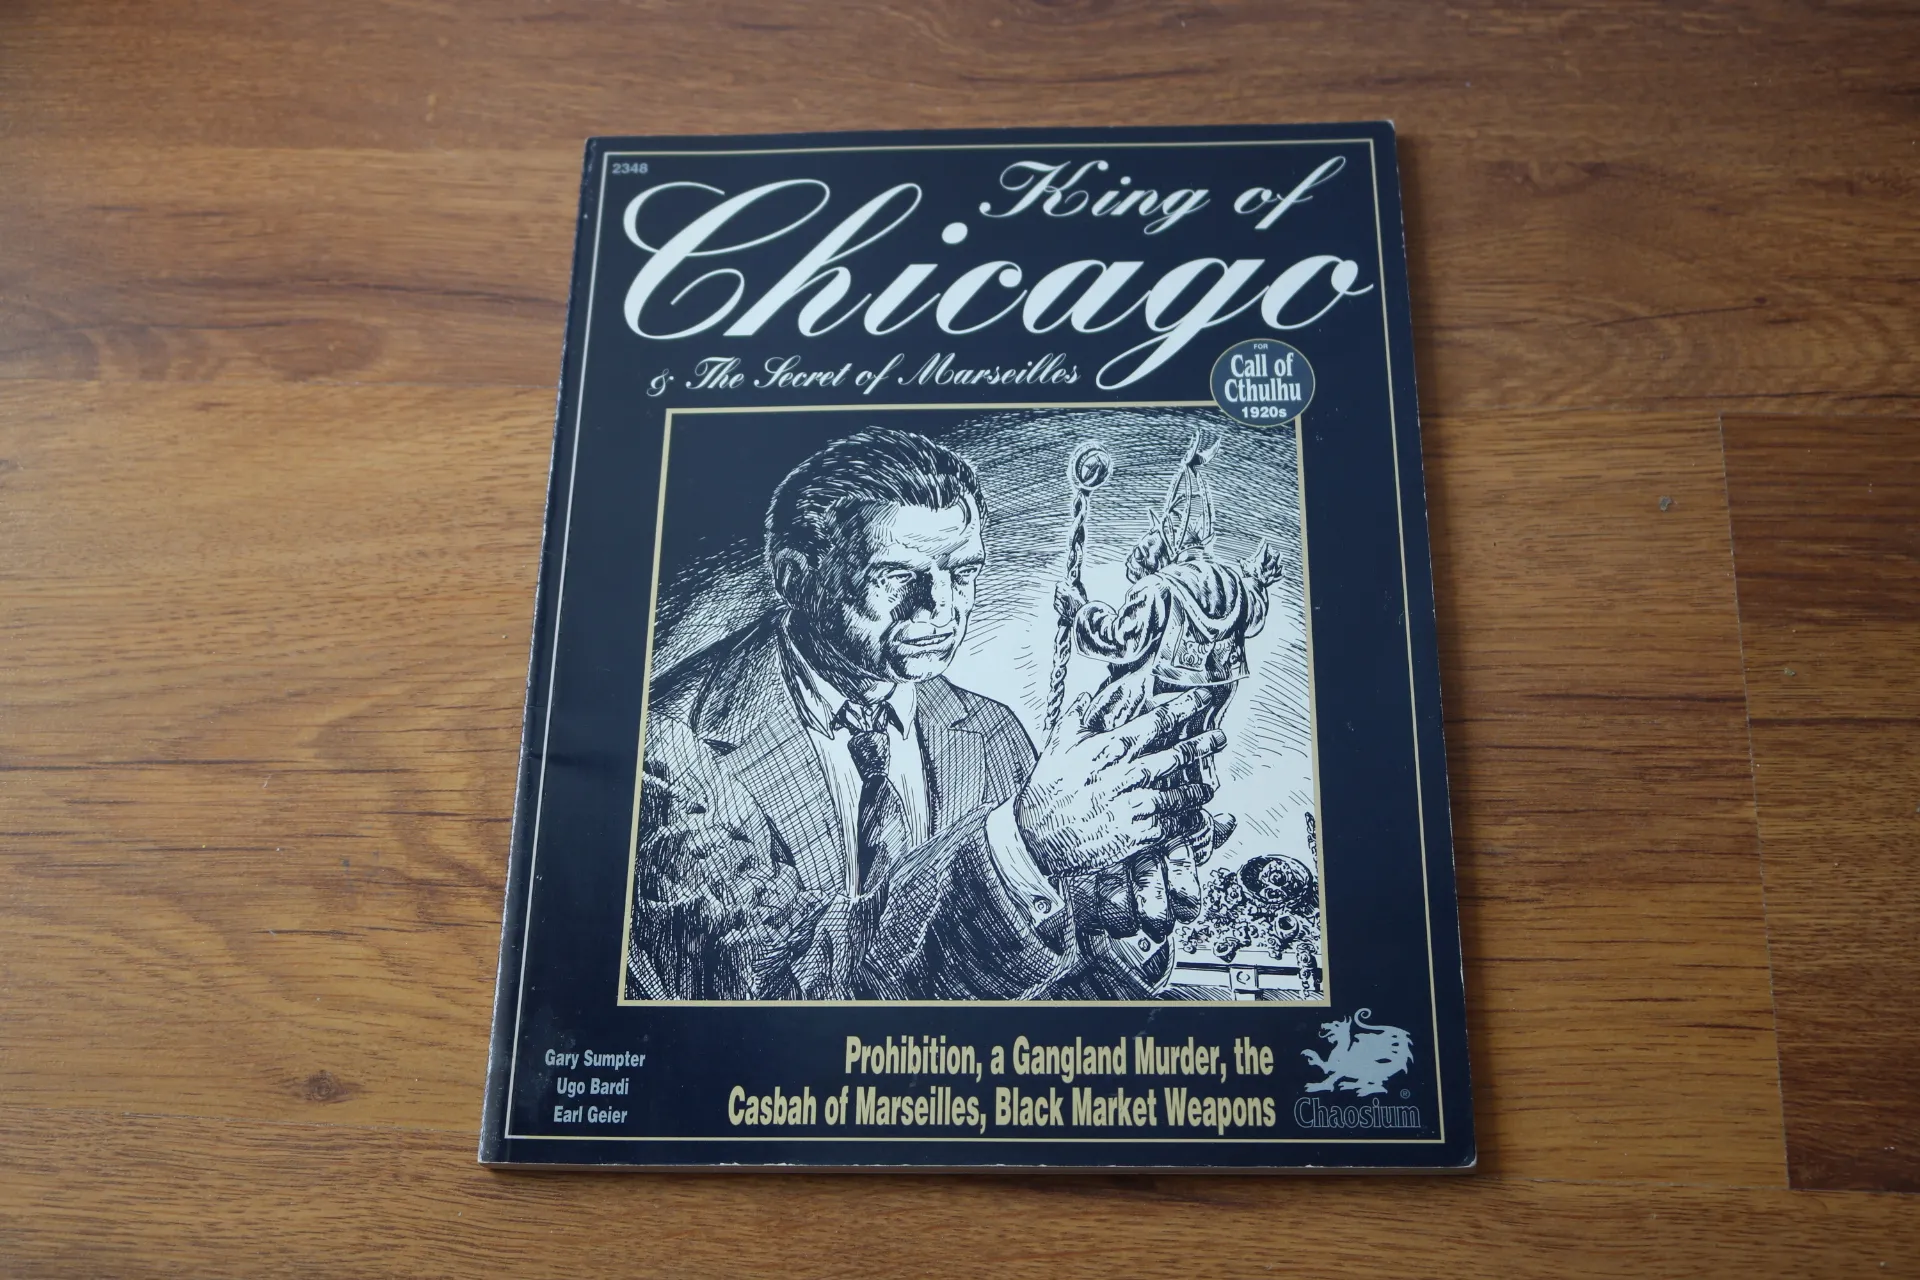 2348
King of
Chicago
& The Secret of Marseilles
FOR
Call of
Cthulhu
1920s
Gary Sumpter
Ugo Bardi
Earl Geier
Prohibition, a Gangland Murder, the
Casbah of Marseilles, Black Market Weapons
®
Chaosium